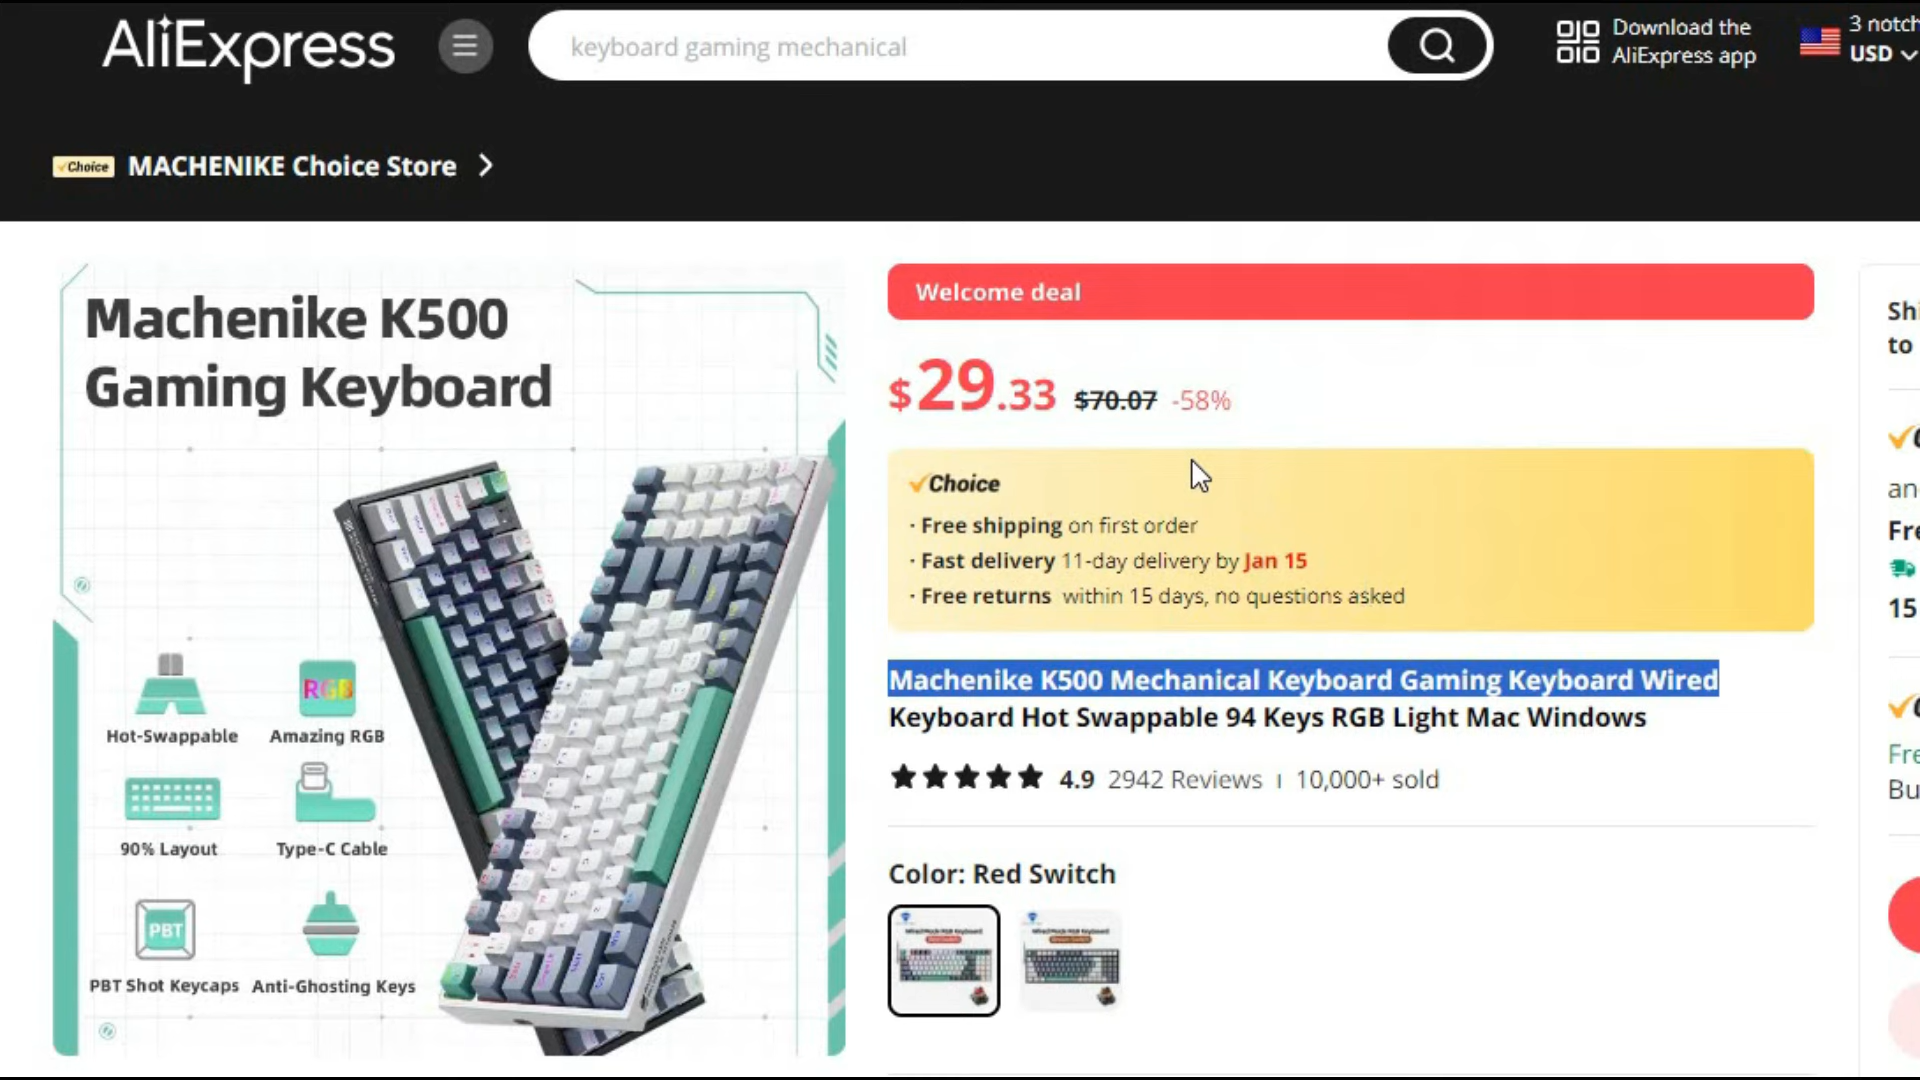 AliExpress
keyboard gaming mechanical
Download the
AliExpress app
USD
Choice MACHENIKE Choice Store
Machenike K500
Gaming Keyboard
Hot-Swappable
RGB
Amazing RGB
90% Layout
Type-C Cable
PBT
PBT Shot Keycaps
Anti-Ghosting Keys
Welcome deal
$29.33 $70.07 -58%
Choice
· Free shipping on first order
· Fast delivery 11-day delivery by Jan 15
· Free returns within 15 days, no questions asked
Machenike K500 Mechanical Keyboard Gaming Keyboard Wired
Keyboard Hot Swappable 94 Keys RGB Light Mac Windows
4.9 2942 Reviews 10,000+ sold
Color: Red Switch
to
15